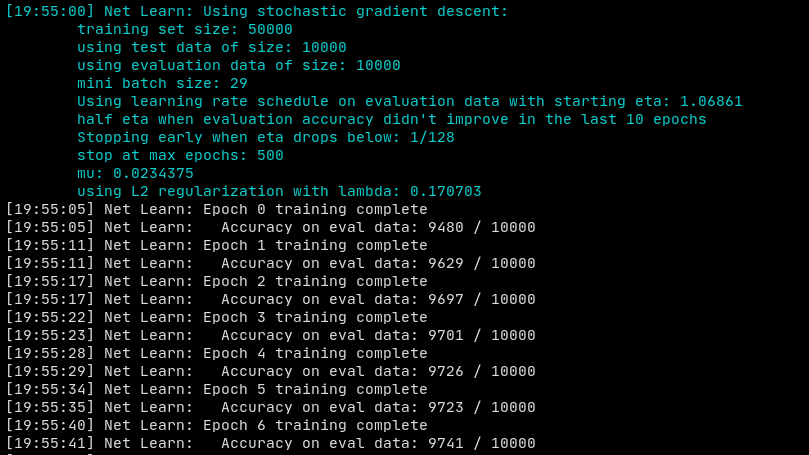 [19:55:00] Net Learn: Using stochastic gradient descent:
training set size: 50000
using test data of size: 10000
using evaluation data of size: 10000
mini batch size: 29
Using learning rate schedule on evaluation data with starting eta: 1.06861
half eta when evaluation accuracy didn't improve in the last 10 epochs
Stopping early when eta drops below: 1/128
stop at max epochs: 500
mu: 0.0234375
using L2 regularization with lambda: 0.170703
[19:55:05] Net Learn: Epoch 0 training complete
[19:55:05] Net Learn:   Accuracy on eval data: 9480 / 10000
[19:55:11] Net Learn: Epoch 1 training complete
[19:55:11] Net Learn:   Accuracy on eval data: 9629 / 10000
[19:55:17] Net Learn: Epoch 2 training complete
[19:55:17] Net Learn:   Accuracy on eval data: 9697 / 10000
[19:55:22] Net Learn: Epoch 3 training complete
[19:55:23] Net Learn:   Accuracy on eval data: 9701 / 10000
[19:55:28] Net Learn: Epoch 4 training complete
[19:55:29] Net Learn:   Accuracy on eval data: 9726 / 10000
[19:55:34] Net Learn: Epoch 5 training complete
[19:55:35] Net Learn:   Accuracy on eval data: 9723 / 10000
[19:55:40] Net Learn: Epoch 6 training complete
[19:55:41] Net Learn:   Accuracy on eval data: 9741 / 10000